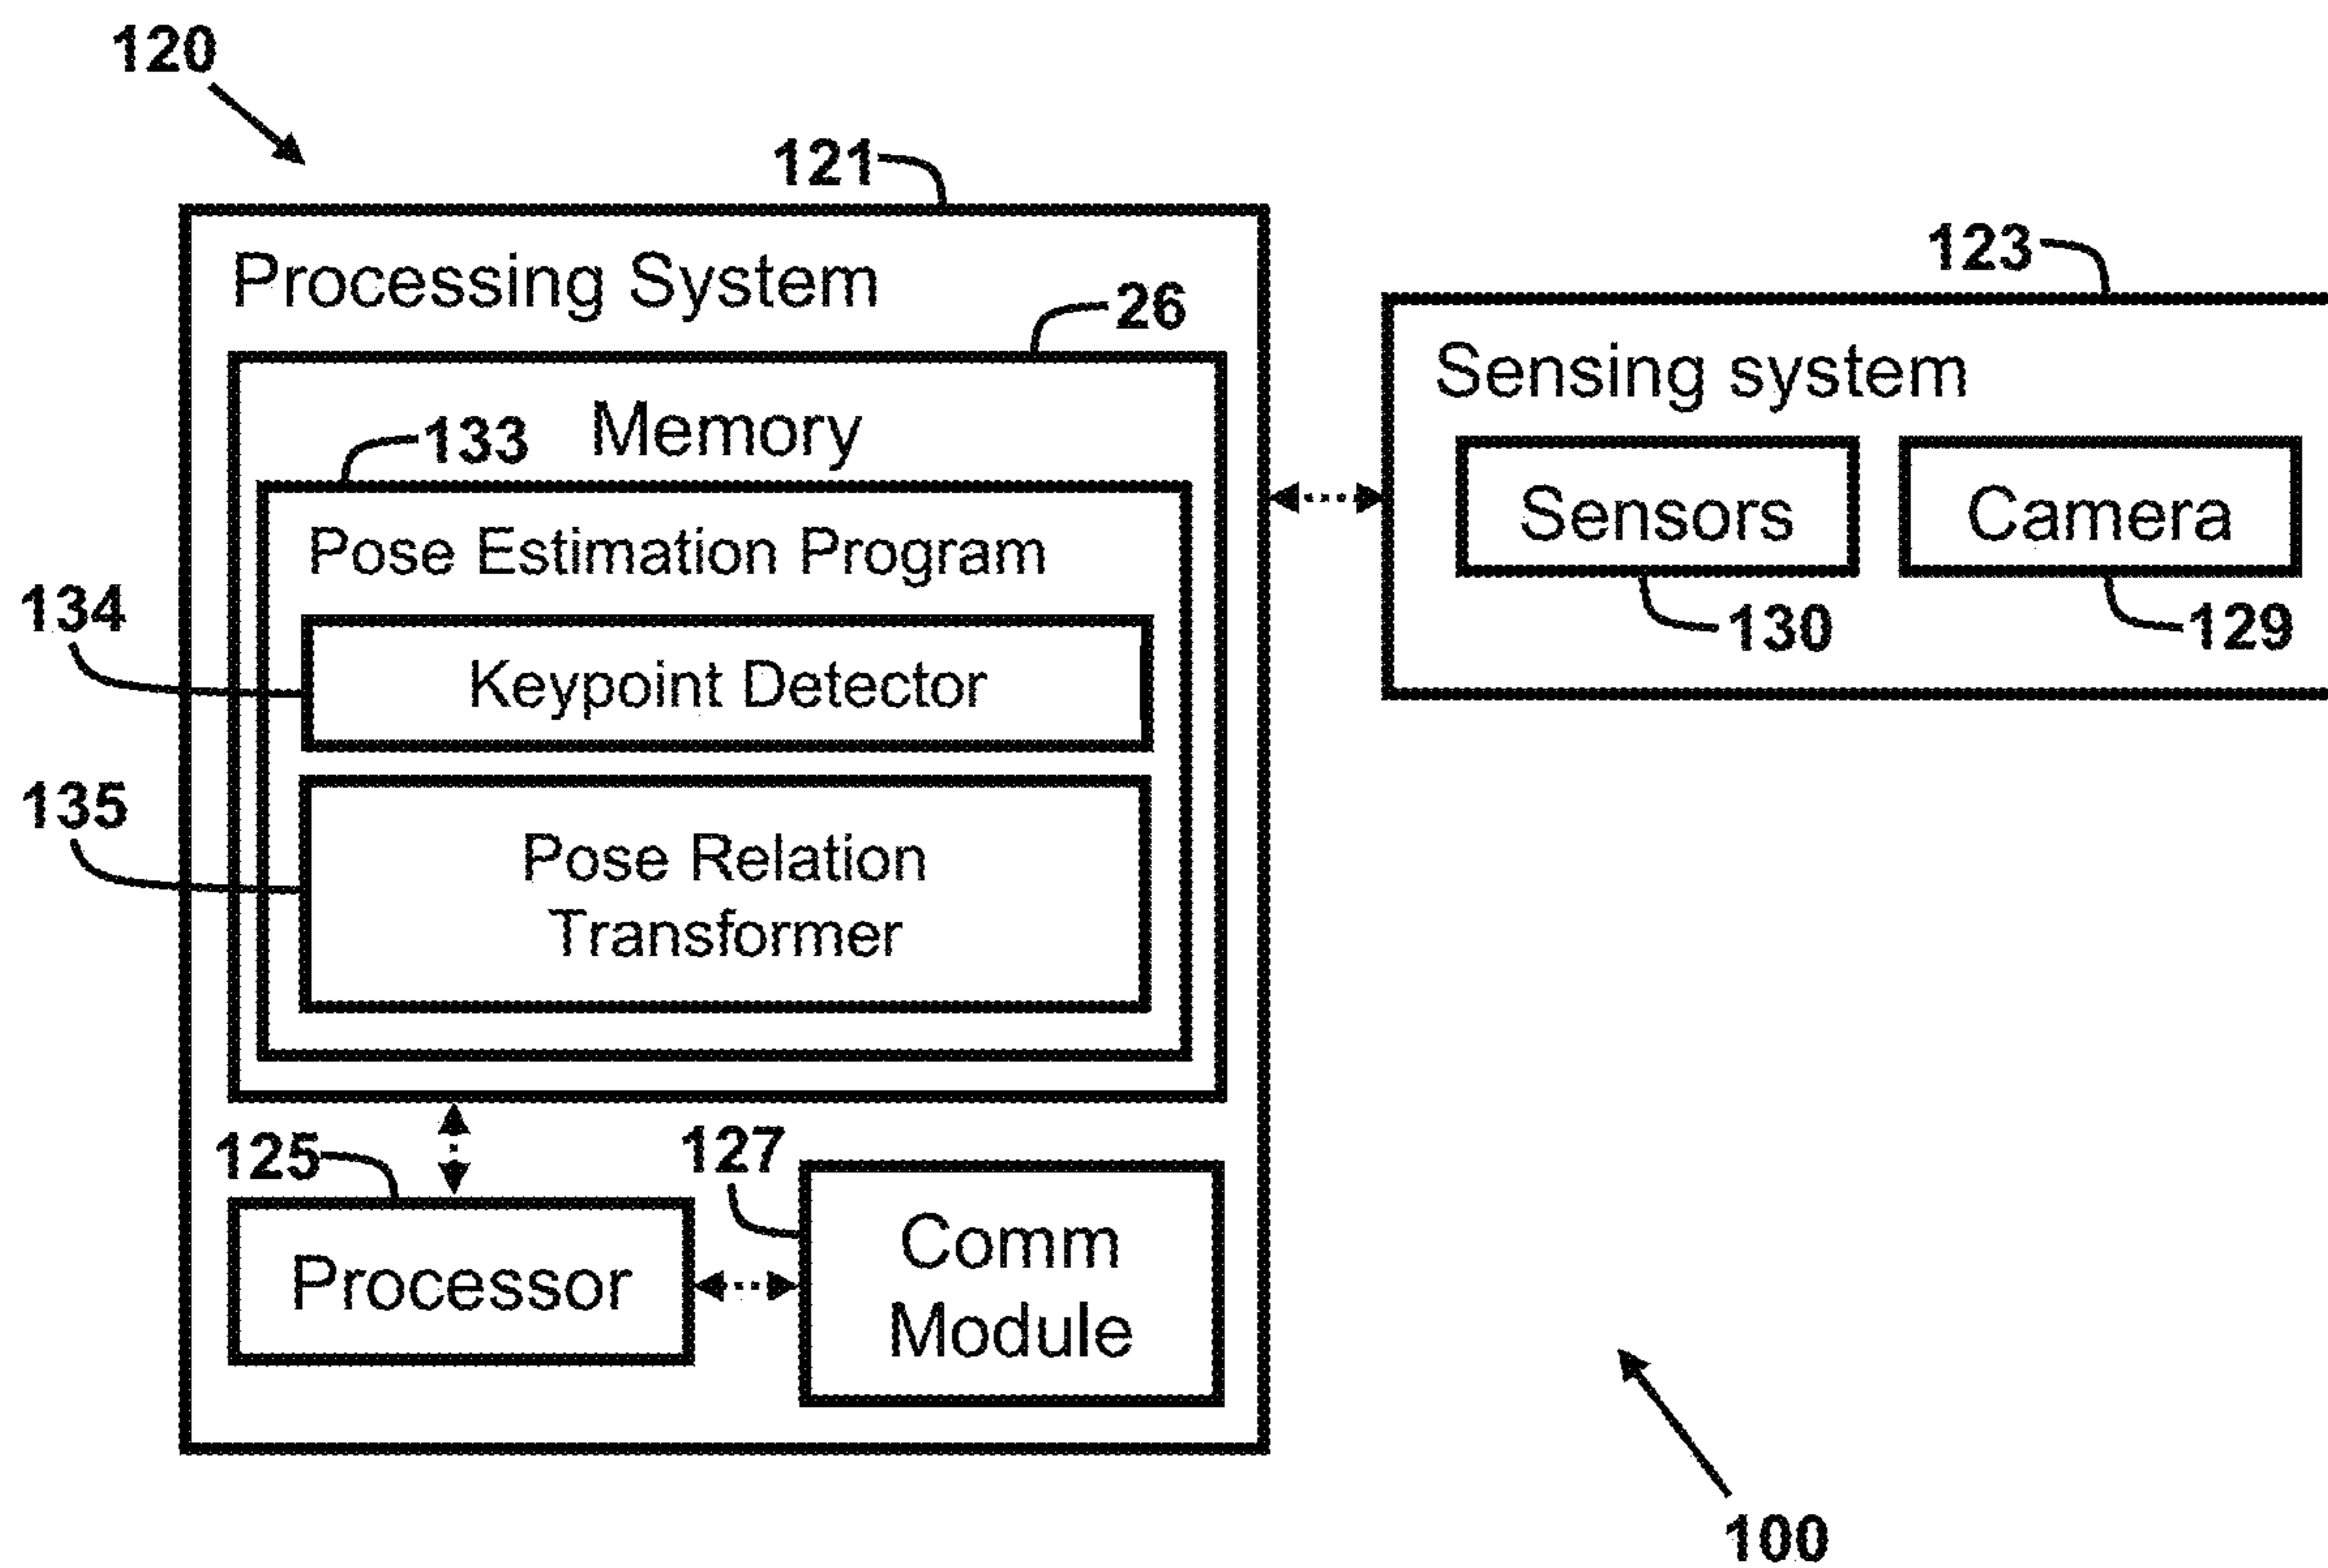 120
121
Processing System
26
Memory
133
Pose Estimation Program
134
Keypoint Detector
135
Pose Relation
Transformer
125
Processor
127
Comm
Module
123
Sensing system
Sensors
Camera
130
129
100